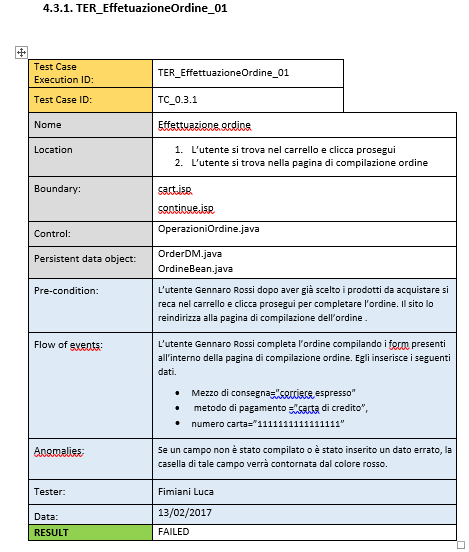 4.3.1. TER_EffetuazioneOrdine_01
Test Case
Execution ID:
TER_EffettuazioneOrdine_01
Test Case ID:
TC_0.3.1
Nome
Effettuazione ordine
Location
1. L’utente si trova nel carrello e clicca prosegui
2. L’utente si trova nella pagina di compilazione ordine
Boundary:
cart.jsp
continue.jsp
Control:
OperazioniOrdine.java
Persistent data object:
OrderDM.java
OrdineBean.java
Pre-condition:
L’utente Gennaro Rossi dopo aver già scelto i prodotti da acquistare si
reca nel carrello e clicca prosegui per completare l’ordine. Il sito lo
reindirizza alla pagina di compilazione dell’ordine .
Flow of events:
L’utente Gennaro Rossi completa l’ordine compilando i form presenti
all’interno della pagina di compilazione ordine. Egli inserisce i seguenti
dati.
• Mezzo di consegna=”corriere espresso”
• metodo di pagamento =”carta di credito”,
• numero carta=”1111111111111111”
Anomalies:
Se un campo non è stato compilato o è stato inserito un dato errato, la
casella di tale campo verrà contornata dal colore rosso.
Tester:
Fimiani Luca
Data:
13/02/2017
RESULT
FAILED